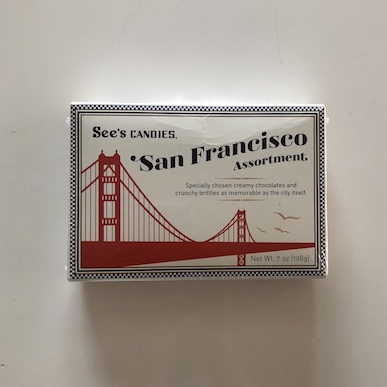 See's CANDIES.
San Francisco
Assortment.
Specially chosen creamy chocolates and
crunchy brittles as memorable as the city itself
Net Wt. 7 oz (198g)